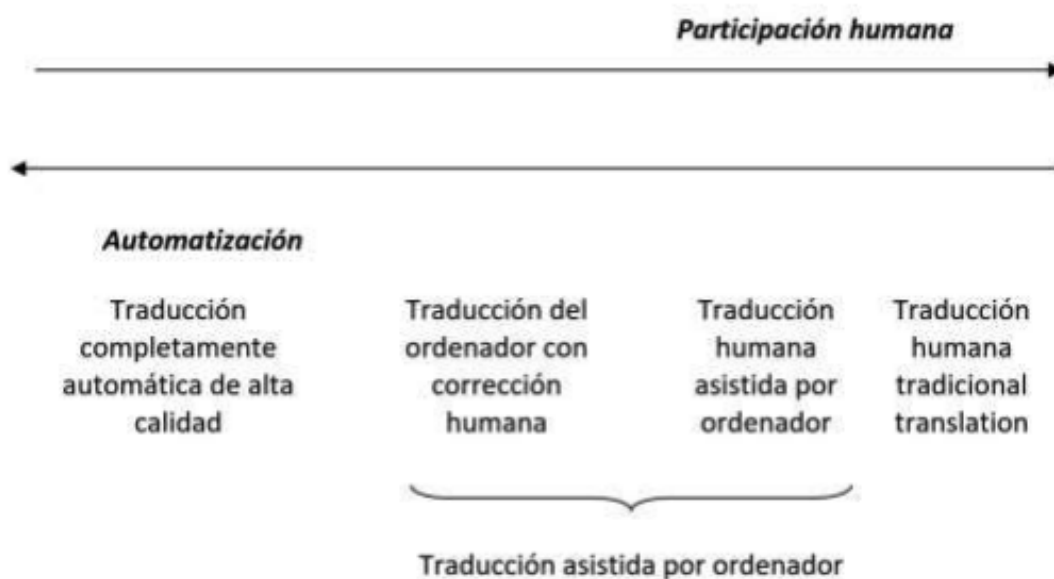 Participación humana
Automatización
Traducción
completamente
automática de alta
calidad
Traducción del
ordenador con
corrección
humana
Traducción
humana
asistida por
ordenador
Traducción
humana
tradicional
translation
Traducción asistida por ordenador